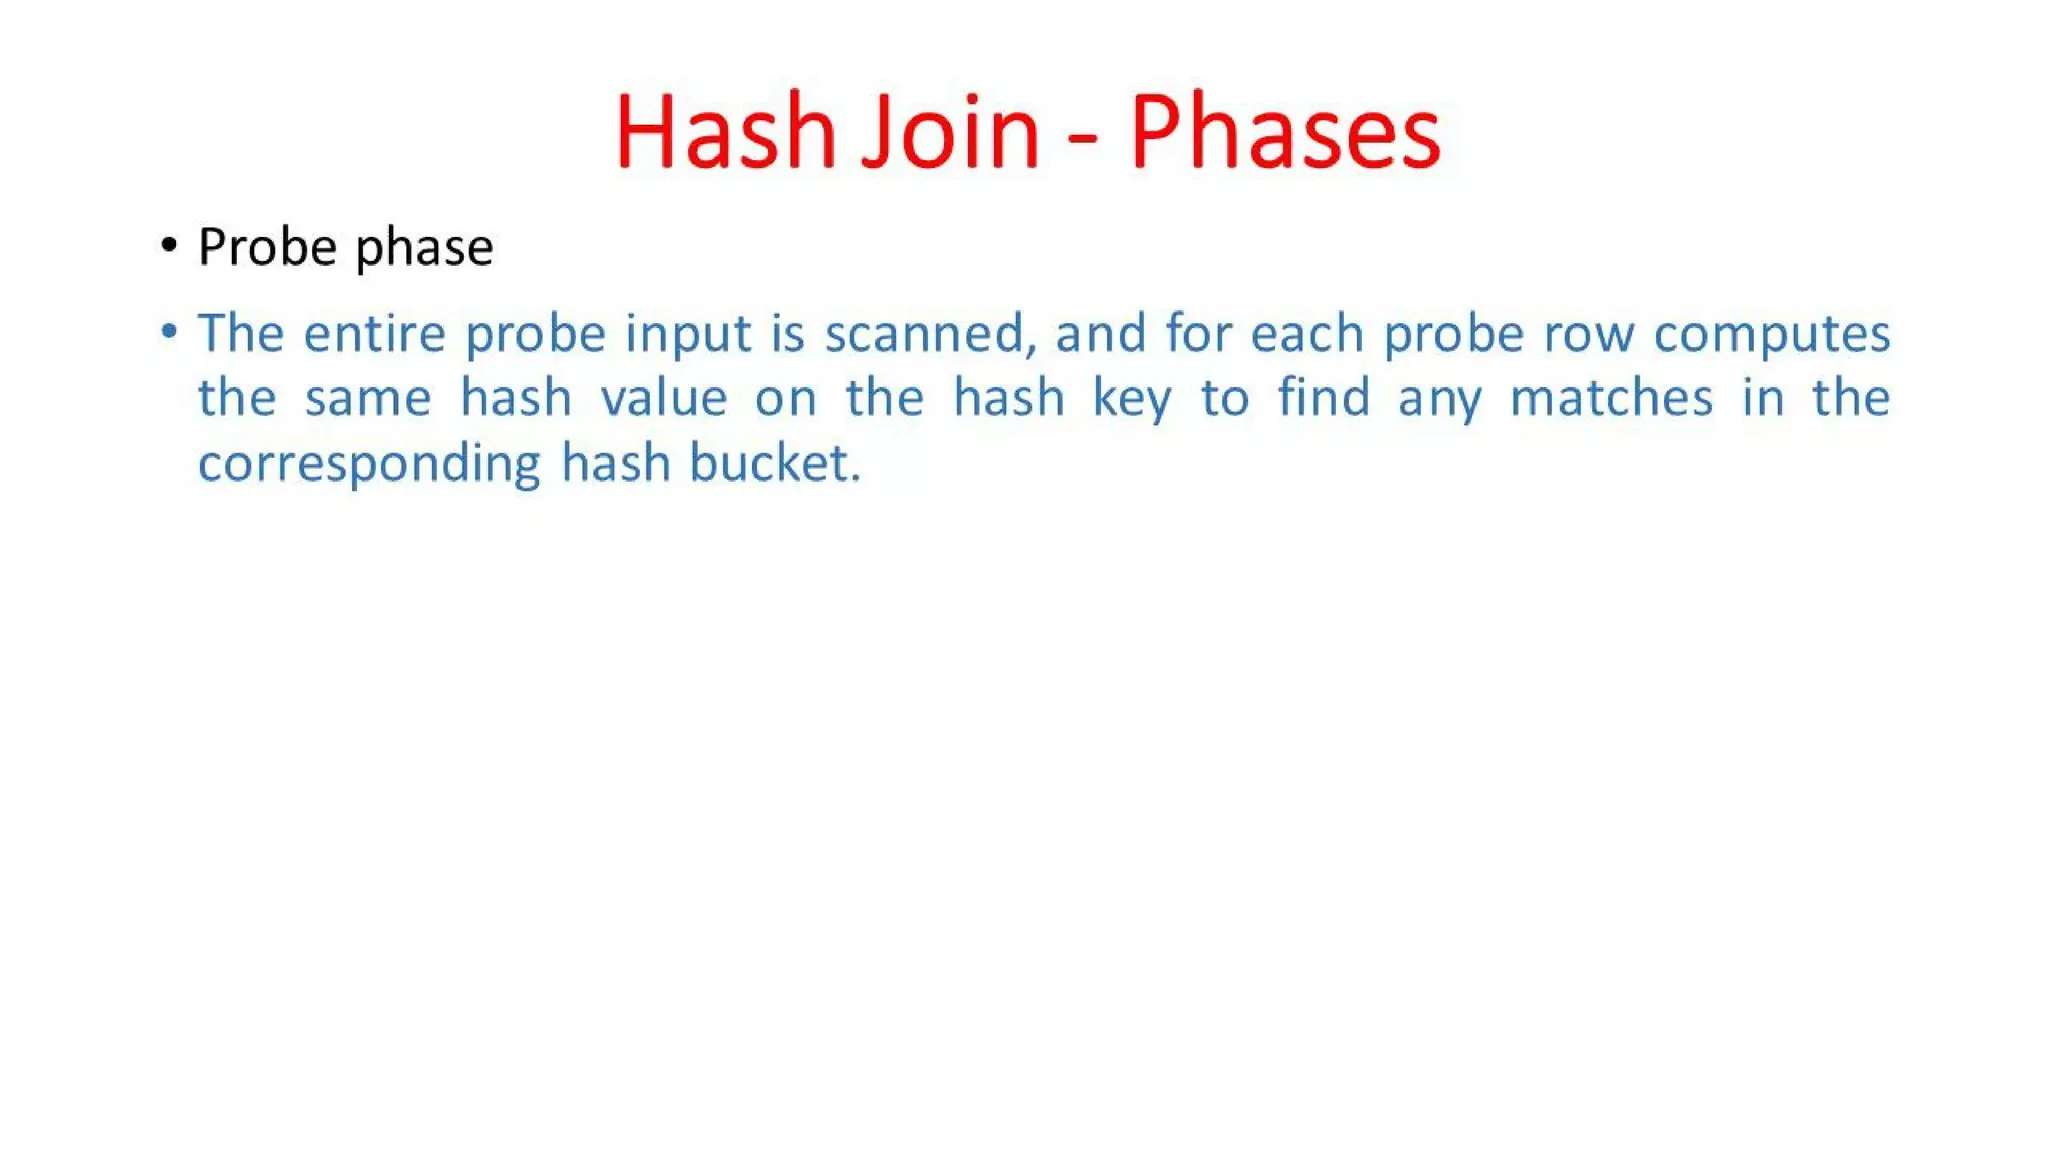 Hash Join - Phases
• Probe phase
• The entire probe input is scanned, and for each probe row computes
the same hash value on the hash key to find any matches in the
corresponding hash bucket.